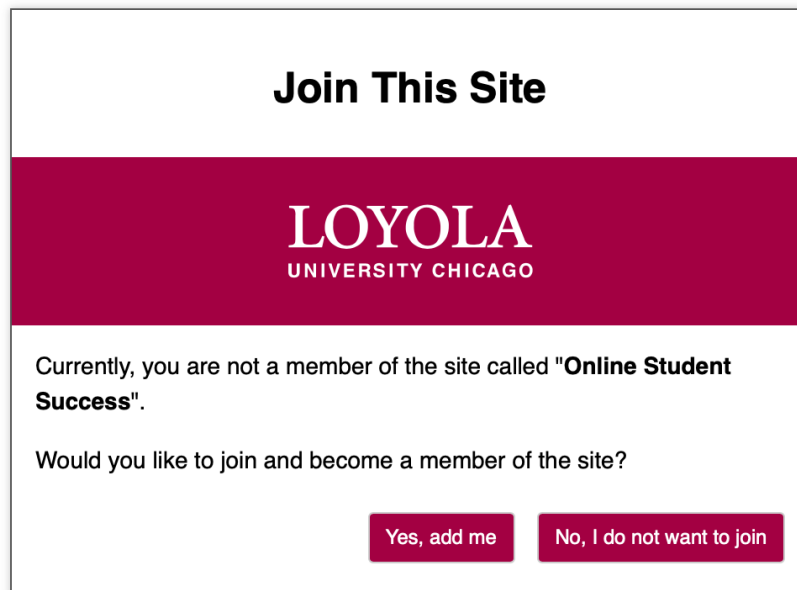 Join This Site
LOYOLA
UNIVERSITY CHICAGO
Currently, you are not a member of the site called "Online Student
Success".
Would you like to join and become a member of the site?
Yes, add me
No, I do not want to join